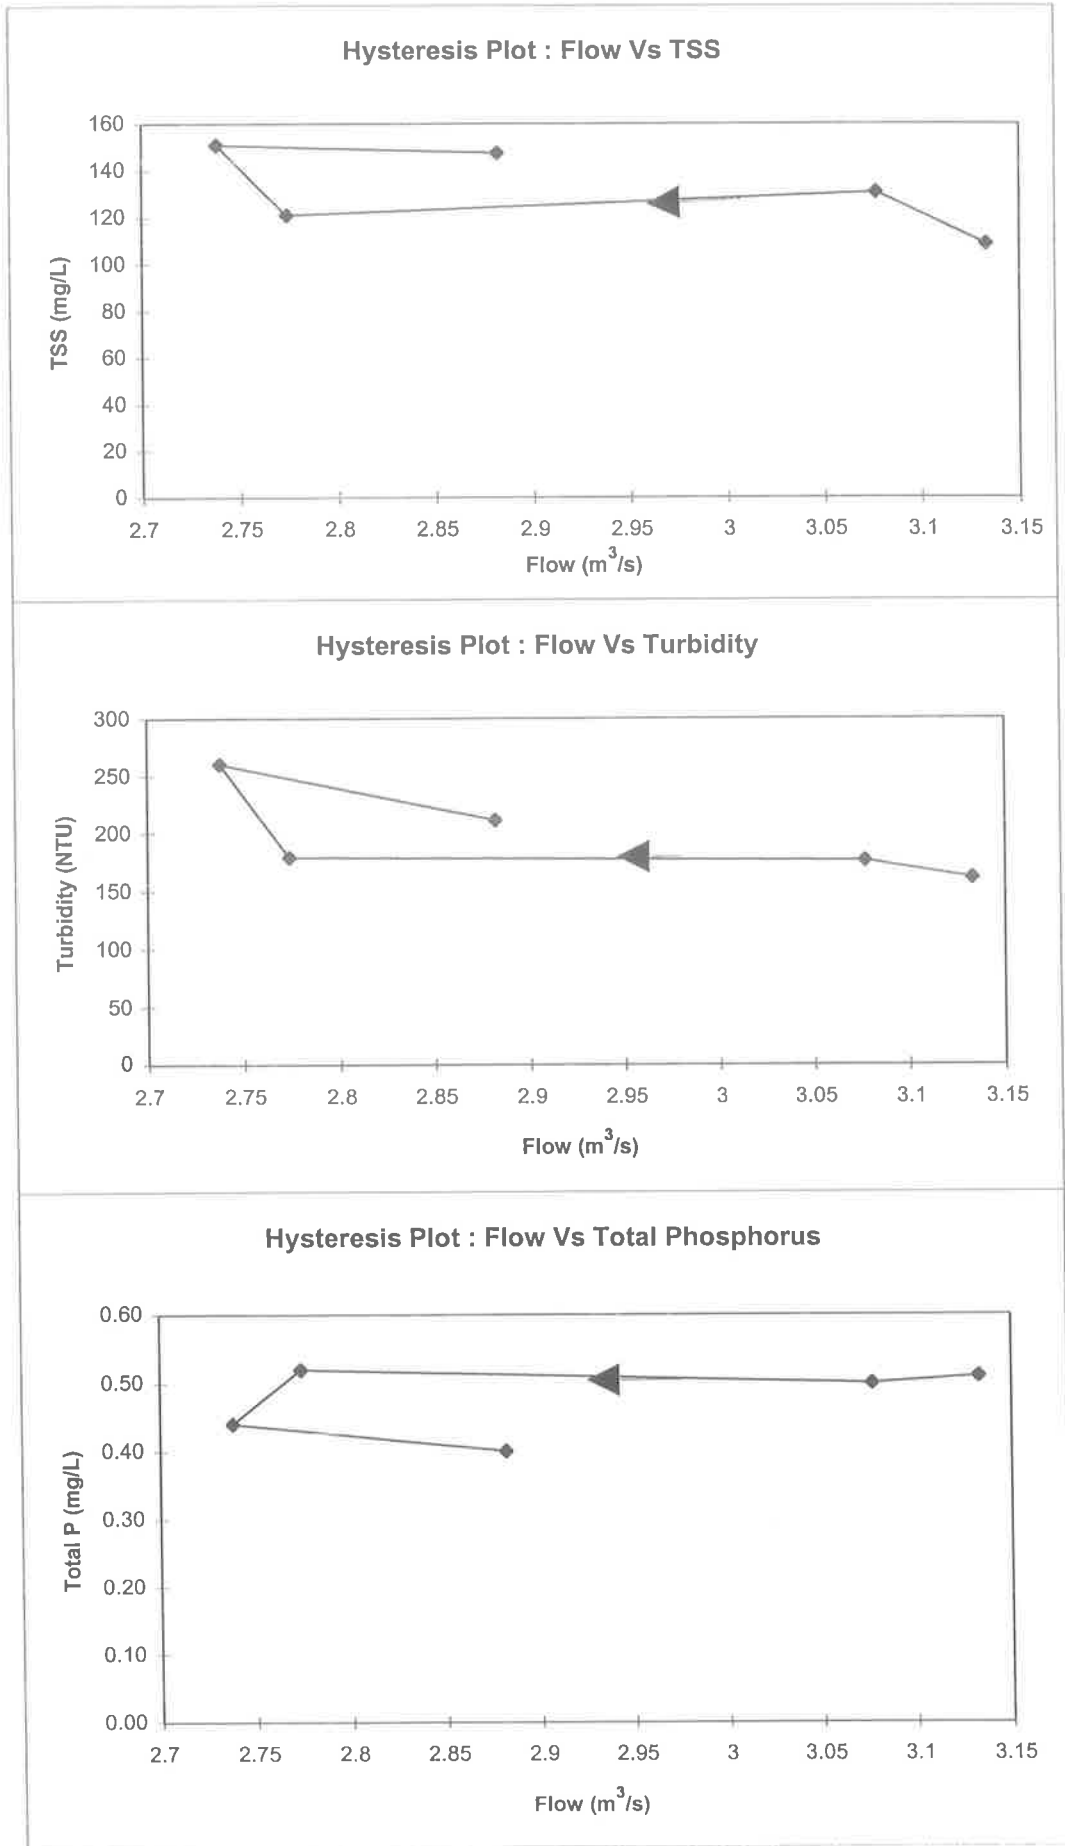 Hysteresis Plot : Flow Vs TSS
160
140
120
100
80
60
40
20
0
TSS (mg/L)
2.7 2.75 2.8 2.85 2.9 2.95 3 3.05 3.1 3.15
Flow (m³/s)
Hysteresis Plot : Flow Vs Turbidity
300
250
200
150
100
50
0
Turbidity (NTU)
2.7 2.75 2.8 2.85 2.9 2.95 3 3.05 3.1 3.15
Flow (m³/s)
Hysteresis Plot : Flow Vs Total Phosphorus
0.60
0.50
0.40
0.30
0.20
0.10
0.00
Total P (mg/L)
2.7 2.75 2.8 2.85 2.9 2.95 3 3.05 3.1 3.15
Flow (m³/s)